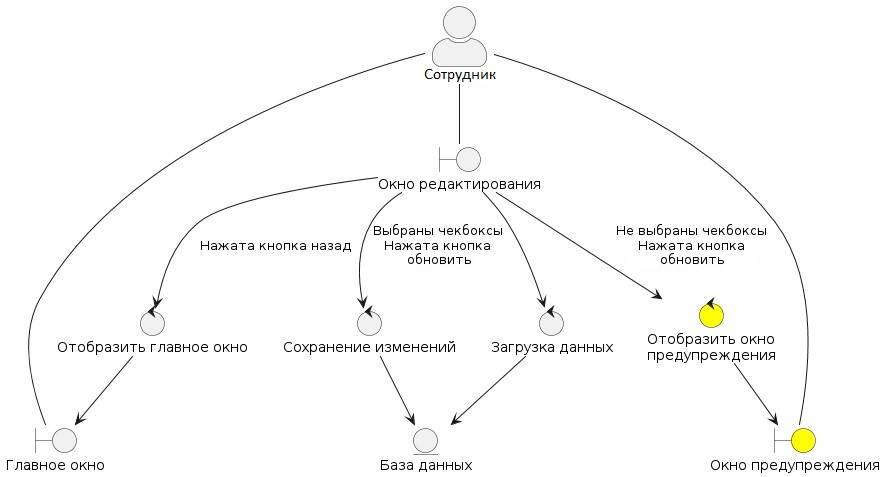 Сотрудник
Окно редактирования
Нажата кнопка назад
Выбраны чекбоксы
Нажата кнопка
обновить
Не выбраны чекбоксы
Нажата кнопка
обновить
Отобразить главное окно
Сохранение изменений
Загрузка данных
Отобразить окно
предупреждения
Главное окно
База данных
Окно предупреждения